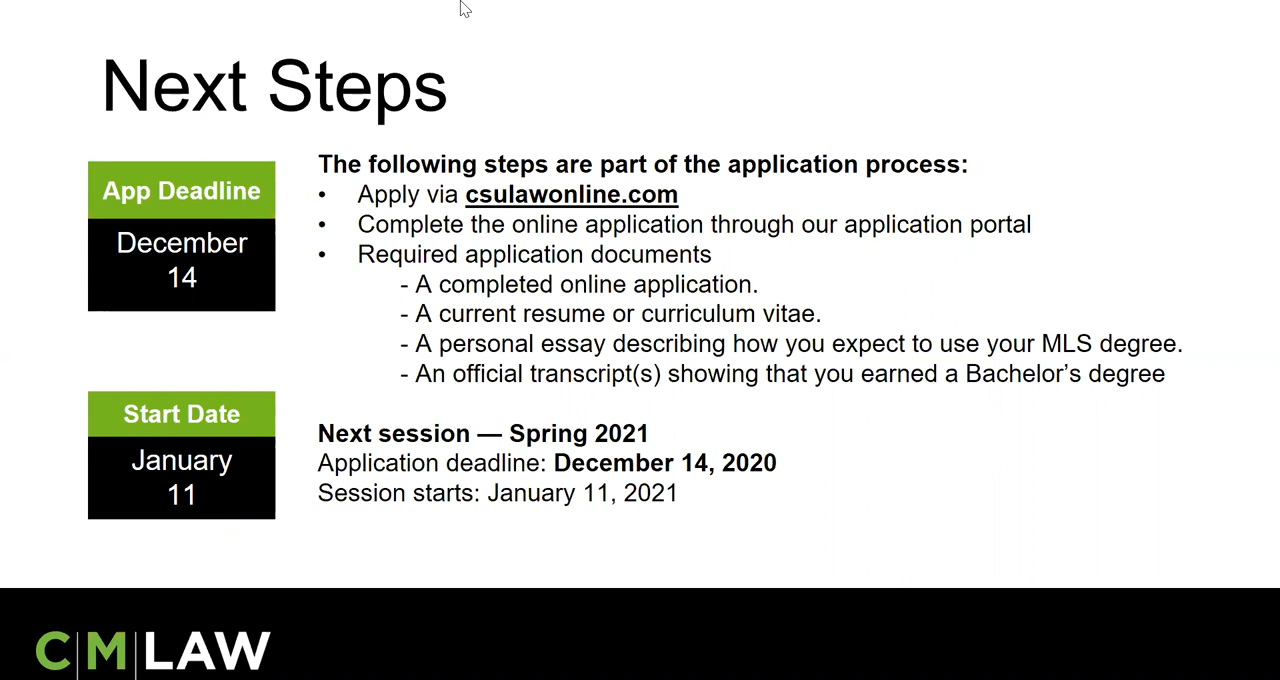 Next Steps
App Deadline
December
14
The following steps are part of the application process:
• Apply via csulawonline.com
• Complete the online application through our application portal
• Required application documents
- A completed online application.
- A current resume or curriculum vitae.
- A personal essay describing how you expect to use your MLS degree.
- An official transcript(s) showing that you earned a Bachelor’s degree
Start Date
January
11
Next session — Spring 2021
Application deadline: December 14, 2020
Session starts: January 11, 2021
C|M|LAW